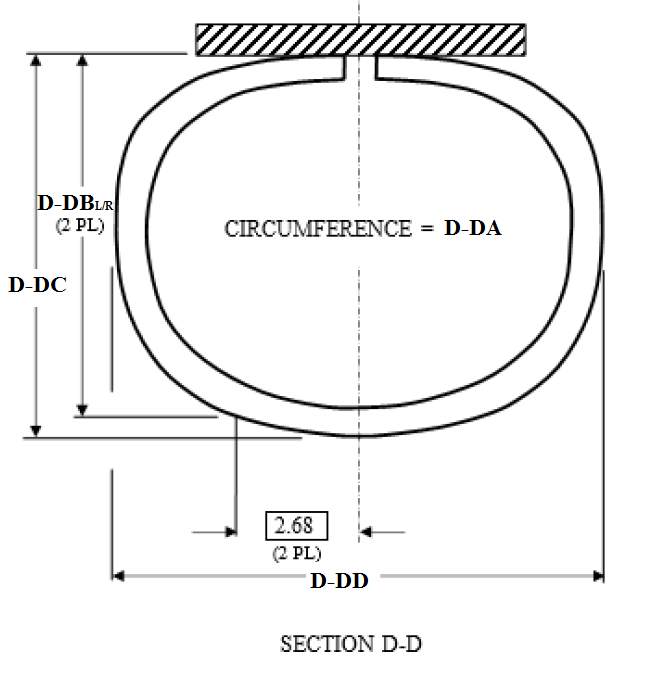 D-DBL/R
(2 PL)
CIRCUMFERENCE = D-DA
D-DC
2.68
(2 PL)
D-DD
SECTION D-D